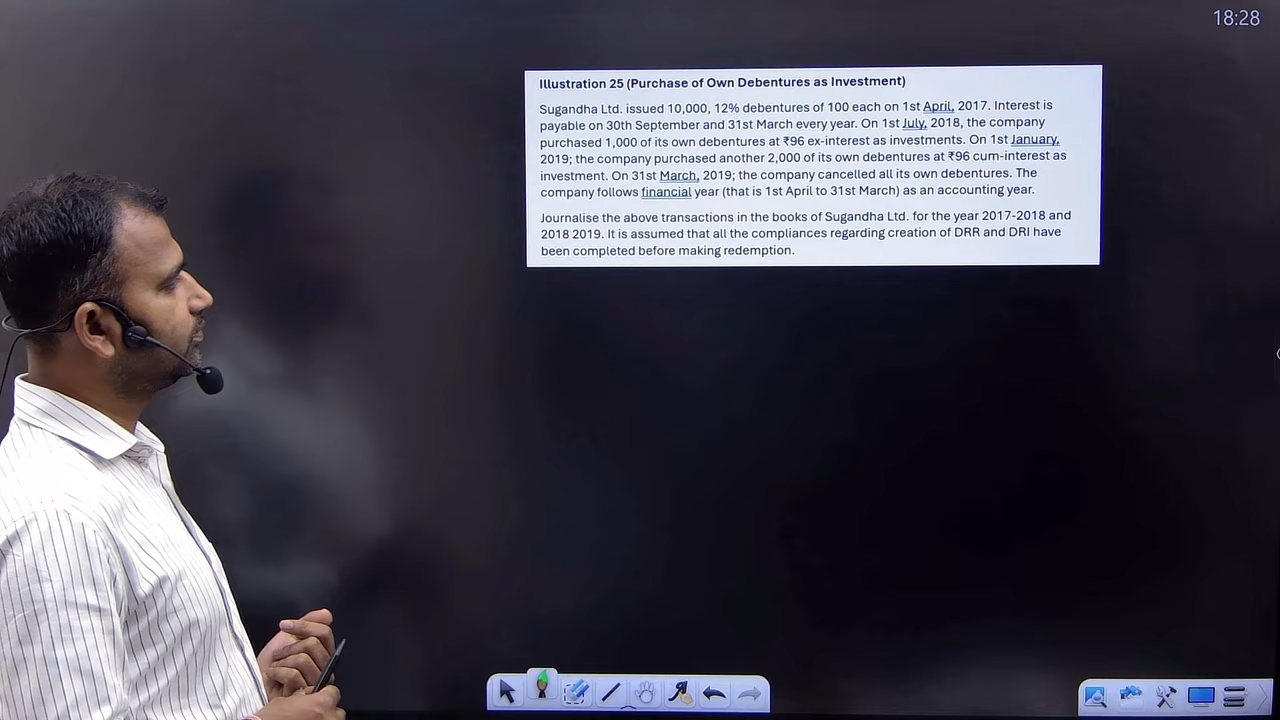 18:28
Illustration 25 (Purchase of Own Debentures as Investment)
Sugandha Ltd. issued 10,000, 12% debentures of 100 each on 1st April, 2017. Interest is
payable on 30th September and 31st March every year. On 1st July, 2018, the company
purchased 1,000 of its own debentures at ₹96 ex-interest as investments. On 1st January,
2019; the company purchased another 2,000 of its own debentures at ₹96 cum-interest as
investment. On 31st March, 2019; the company cancelled all its own debentures. The
company follows financial year (that is 1st April to 31st March) as an accounting year.
Journalise the above transactions in the books of Sugandha Ltd. for the year 2017-2018 and
2018 2019. It is assumed that all the compliances regarding creation of DRR and DRI have
been completed before making redemption.